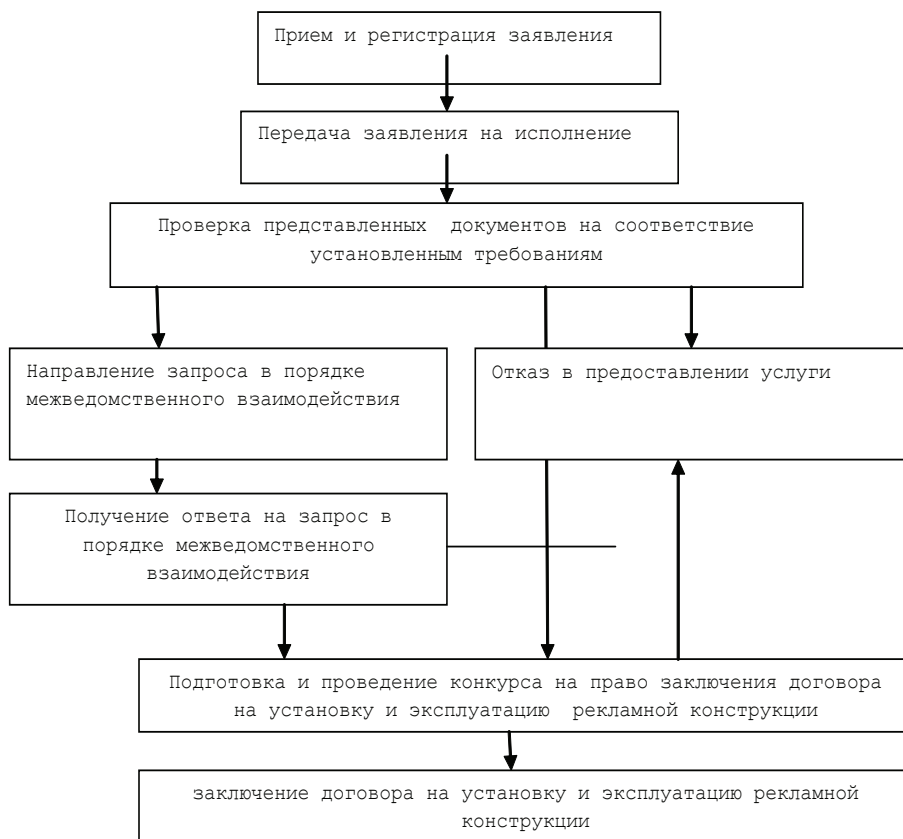 Прием и регистрация заявления
Передача заявления на исполнение
Проверка представленных документов на соответствие
установленным требованиям
Направление запроса в порядке
межведомственного взаимодействия
Отказ в предоставлении услуги
Получение ответа на запрос в
порядке межведомственного
взаимодействия
Подготовка и проведение конкурса на право заключения договора
на установку и эксплуатацию рекламной конструкции
заключение договора на установку и эксплуатацию рекламной
конструкции